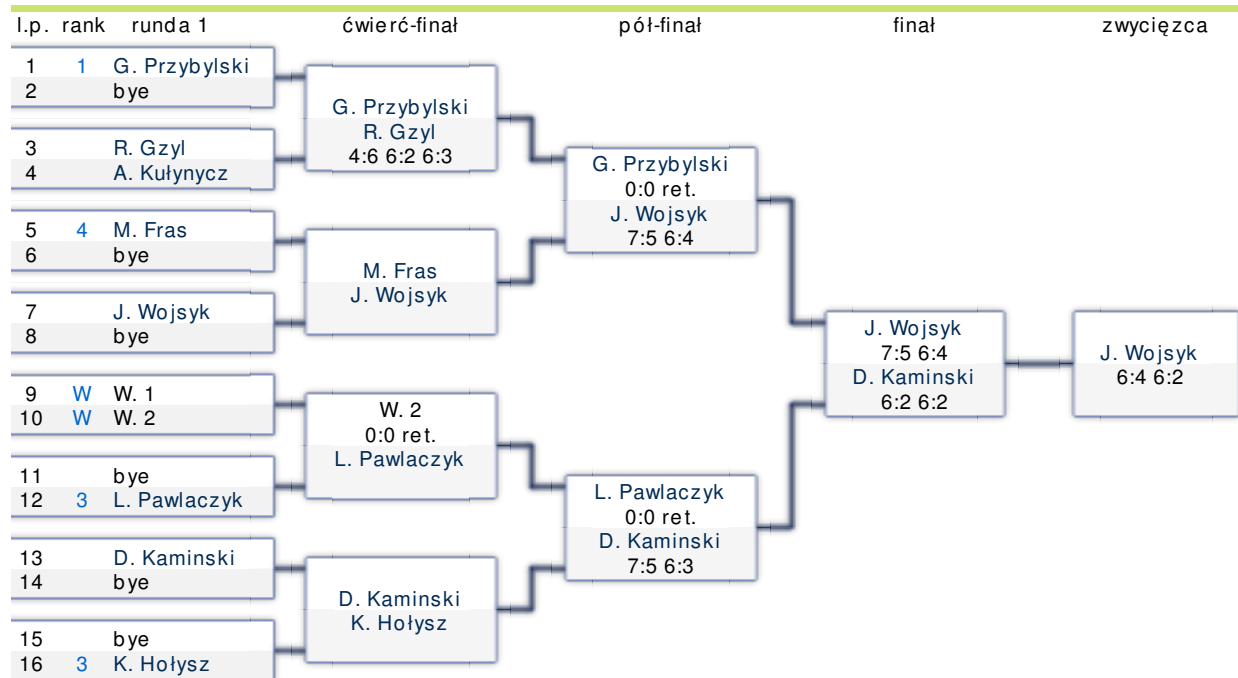 l.p. rank runda 1 ćwierć-finał pół-finał finał zwycięzca
1 1 G. Przybylski
2 bye
3 R. Gzyl
4 A. Kułynycz
5 4 M. Fras
6 bye
7 J. Wojsyk
8 bye
9 W W. 1
10 W W. 2
11 bye
12 3 L. Pawlaczyk
13 D. Kaminski
14 bye
15 bye
16 3 K. Hołysz
G. Przybylski
R. Gzyl
4:6 6:2 6:3
M. Fras
J. Wojsyk
W. 2
0:0 ret.
L. Pawlaczyk
D. Kaminski
K. Hołysz
G. Przybylski
0:0 ret.
J. Wojsyk
7:5 6:4
L. Pawlaczyk
0:0 ret.
D. Kaminski
7:5 6:3
J. Wojsyk
7:5 6:4
D. Kaminski
6:2 6:2
J. Wojsyk
6:4 6:2